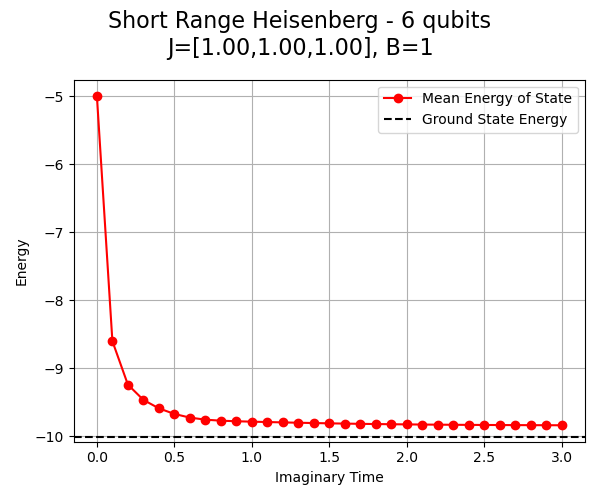 Short Range Heisenberg - 6 qubits
J=[1.00,1.00,1.00], B=1
Mean Energy of State
Ground State Energy
Energy
−5
−6
−7
−8
−9
−10
0.0 0.5 1.0 1.5 2.0 2.5 3.0
Imaginary Time